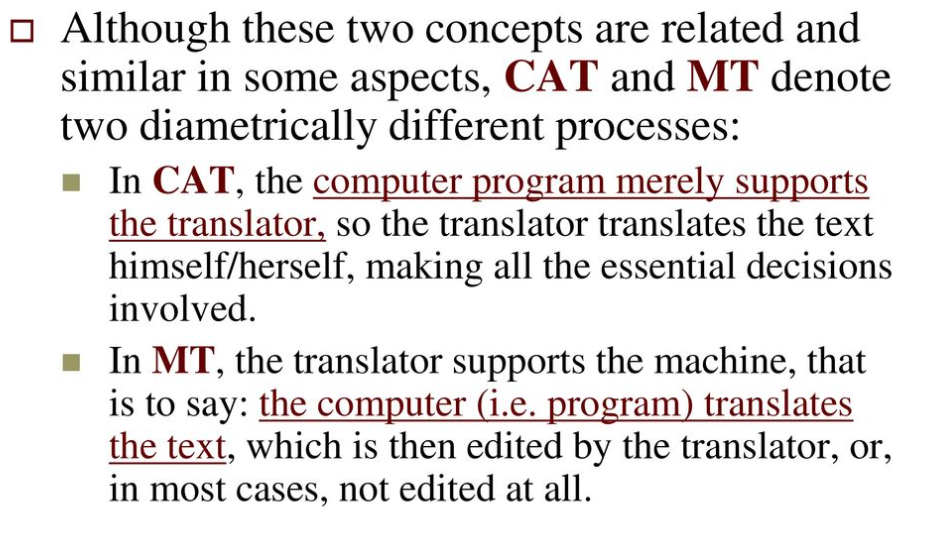 Although these two concepts are related and
similar in some aspects, CAT and MT denote
two diametrically different processes:
In CAT, the computer program merely supports
the translator, so the translator translates the text
himself/herself, making all the essential decisions
involved.
In MT, the translator supports the machine, that
is to say: the computer (i.e. program) translates
the text, which is then edited by the translator, or,
in most cases, not edited at all.